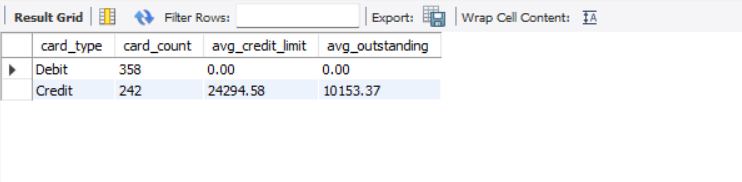 Result Grid Filter Rows: Export: Wrap Cell Content:
card_type card_count avg_credit_limit avg_outstanding
Debit 358 0.00 0.00
Credit 242 24294.58 10153.37